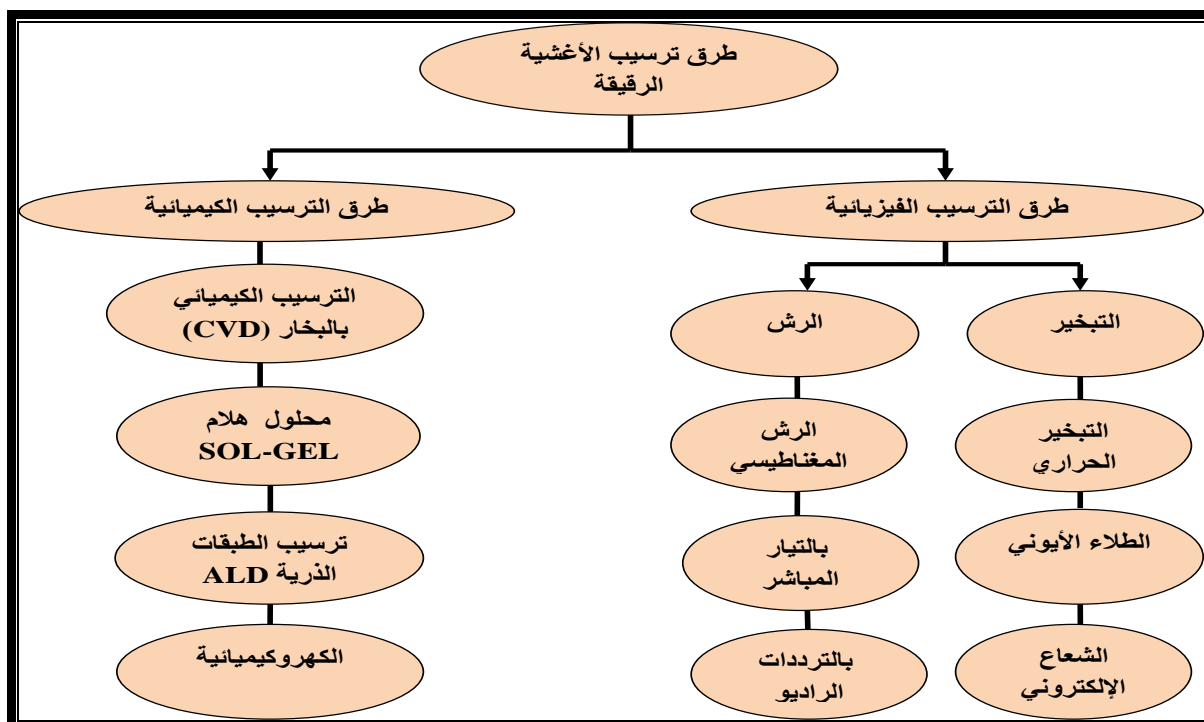 طرق ترسيب الأغشية
الرقيقة
طرق الترسيب الفيزيائية
طرق الترسيب الكيميائية
التبخير
الرش
الترسيب الكيميائي
بالبخار (CVD)
التبخير
الحراري
الرش
المغناطيسي
محلول هلام
SOL-GEL
الطلاء الأيوني
بالتيار
المباشر
ترسيب الطبقات
الذرية ALD
الشعاع
الإلكتروني
بالترددات
الراديو
الكهروكيميائية